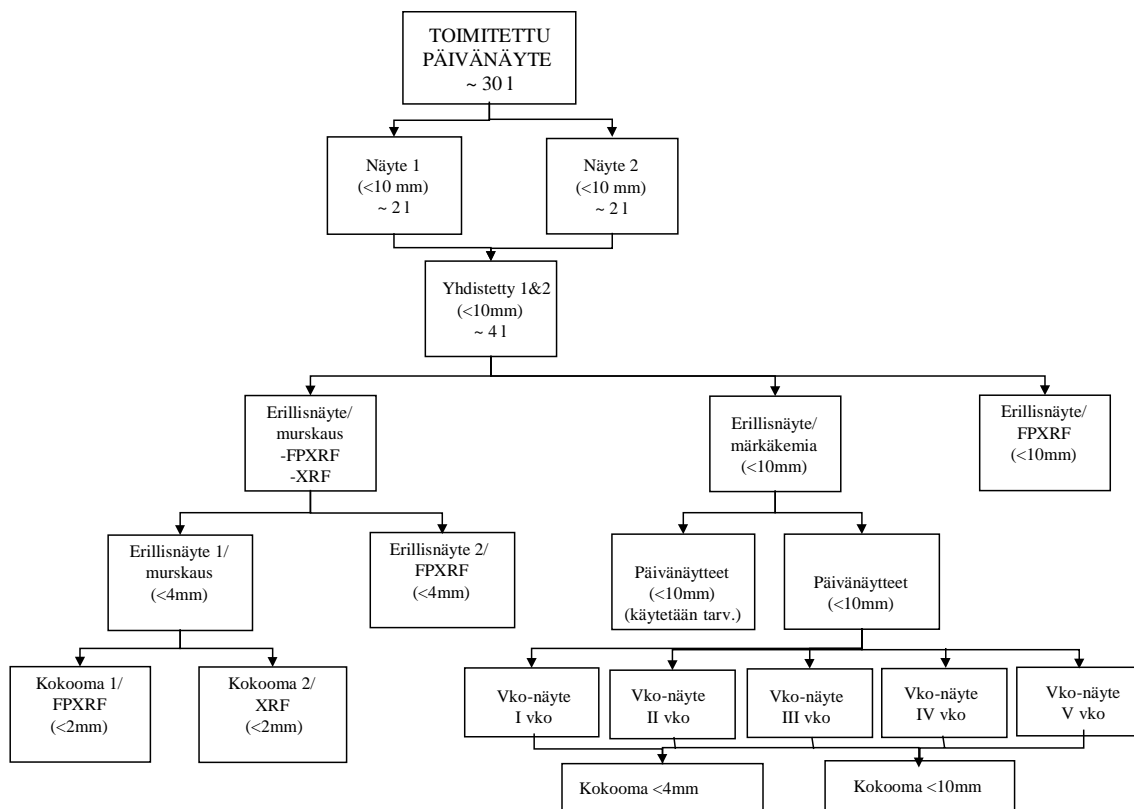 TOIMITETTU
PÄIVÄNÄYTE
~ 30 l
Näyte 1
(<10 mm)
~ 2 l
Näyte 2
(<10 mm)
~ 2 l
Yhdistetty 1&2
(<10mm)
~ 4 l
Erillisnäyte/
murskaus
-FPXRF
-XRF
Erillisnäyte/
märkäkemia
(<10mm)
Erillisnäyte/
FPXRF
(<10mm)
Erillisnäyte 1/
murskaus
(<4mm)
Erillisnäyte 2/
FPXRF
(<4mm)
Päivänäytteet
(<10mm)
(käytetään tarv.)
Päivänäytteet
(<10mm)
Kokooma 1/
FPXRF
(<2mm)
Kokooma 2/
XRF
(<2mm)
Vko-näyte
I vko
Vko-näyte
II vko
Vko-näyte
III vko
Vko-näyte
IV vko
Vko-näyte
V vko
Kokooma <4mm
Kokooma <10mm